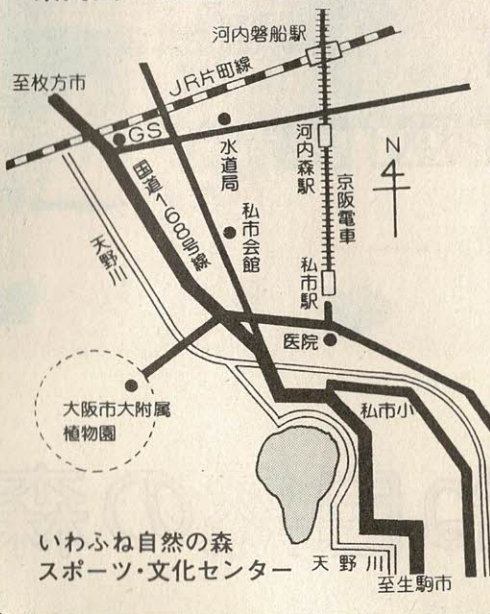 河内磐船駅
至枚方市
JR片町線
GS
水道局
河内森駅
N
京阪電車
国道168号線
天野川
私市会館
私市駅
医院
大阪市大附属
植物園
私市小
いわふね自然の森
スポーツ・文化センター
天野川
至生駒市